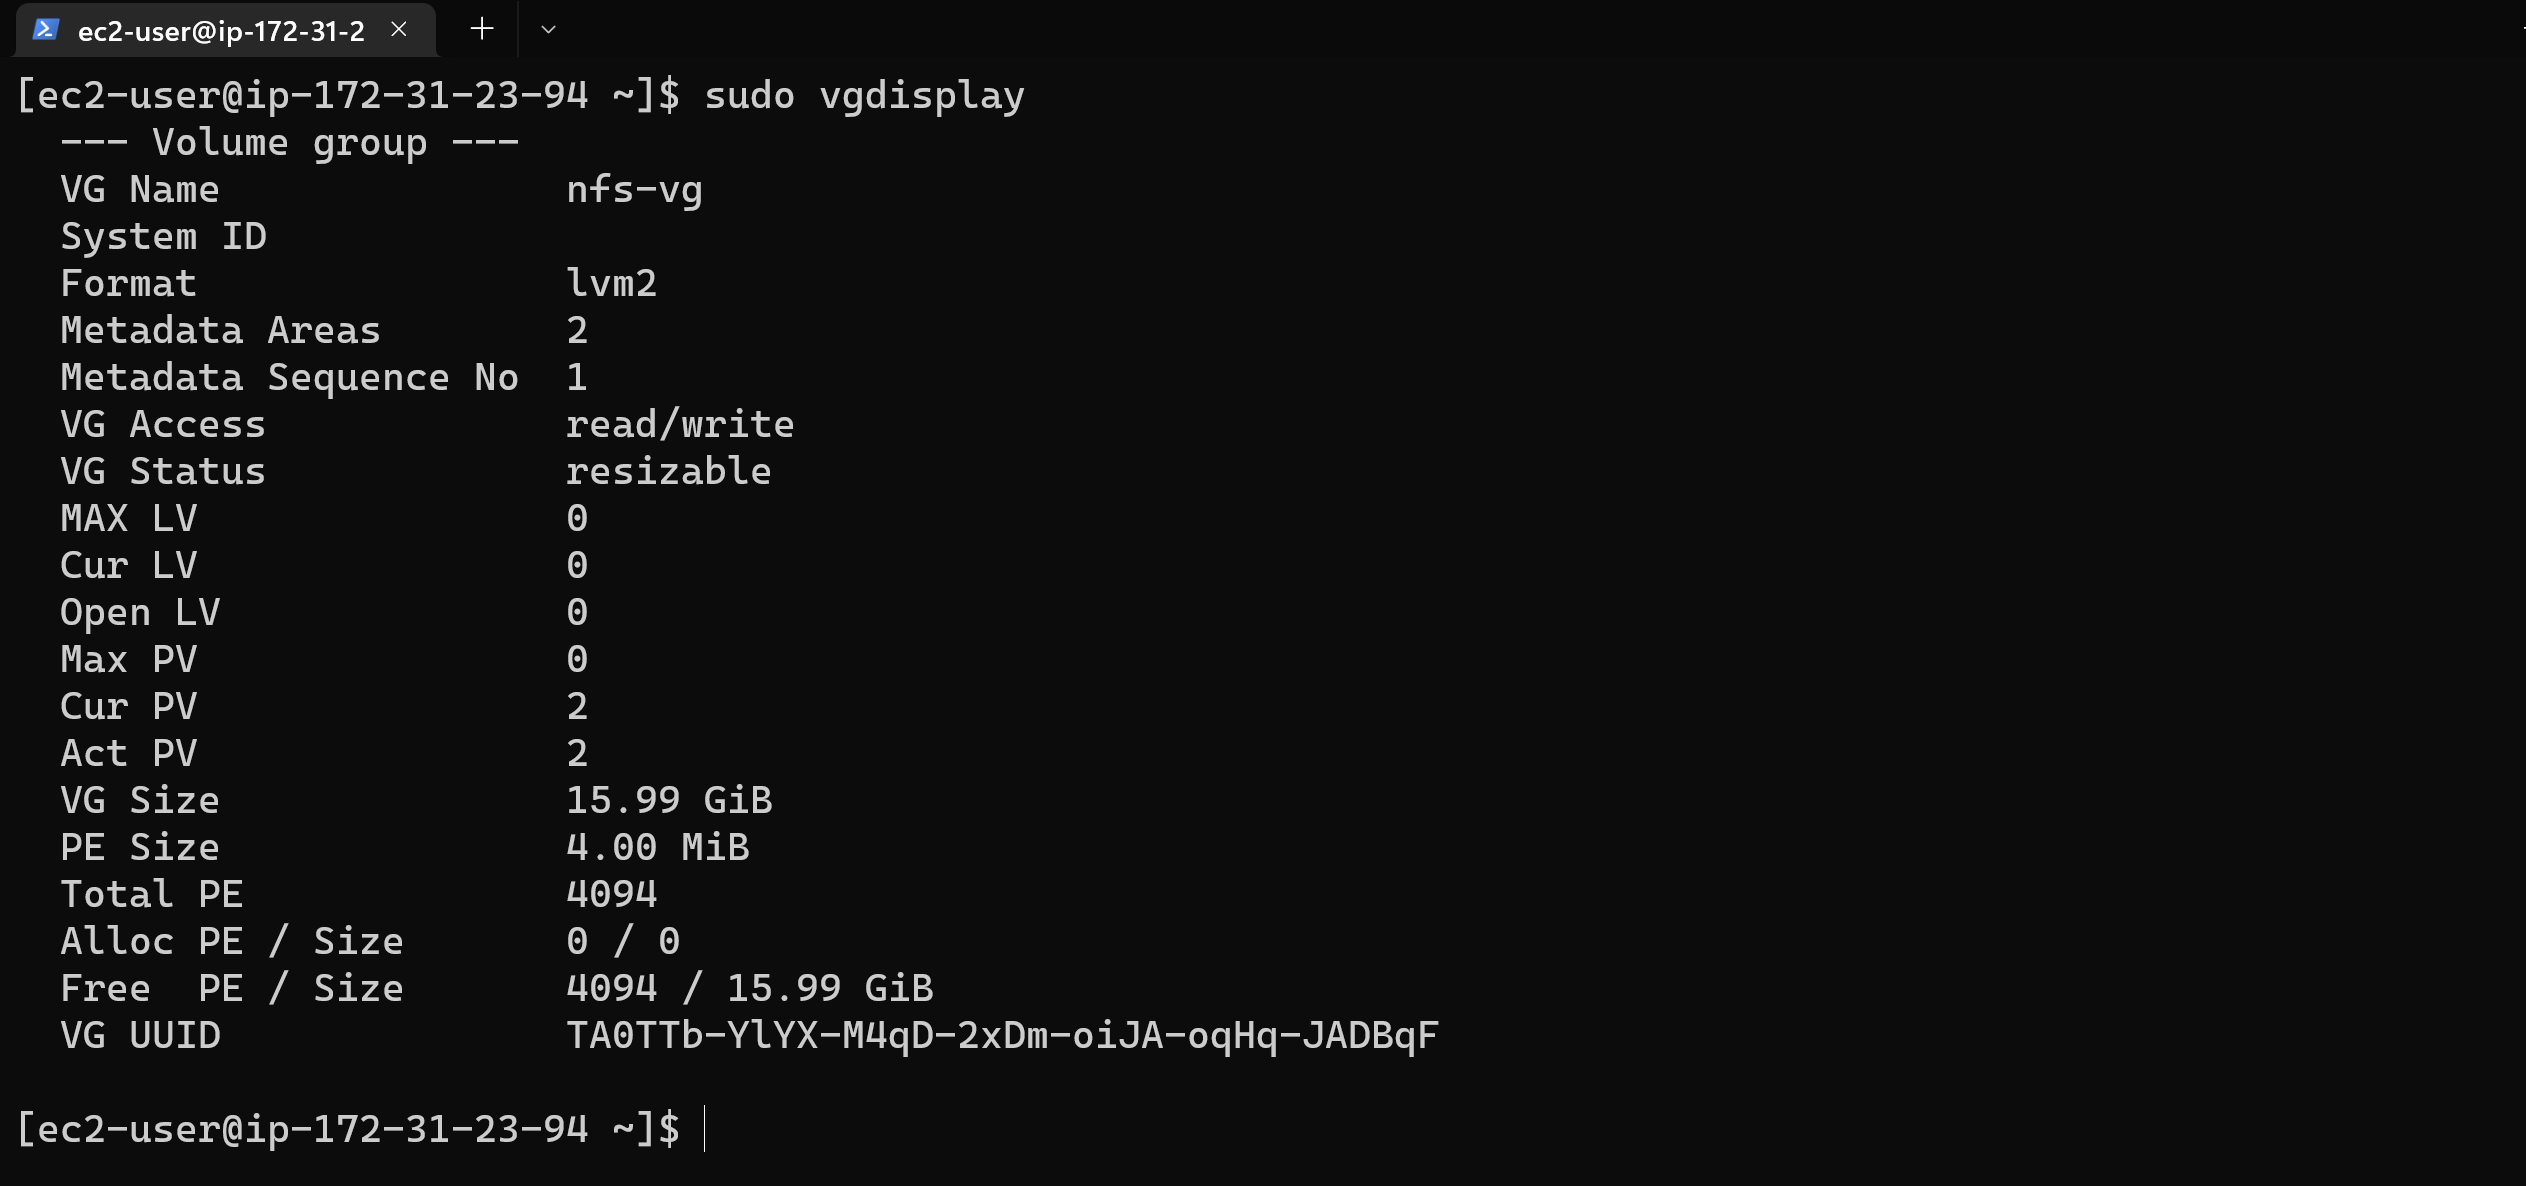 ec2-user@ip-172-31-2
[ec2-user@ip-172-31-23-94 ~]$ sudo vgdisplay
  --- Volume group ---
  VG Name               nfs-vg
  System ID
  Format                lvm2
  Metadata Areas        2
  Metadata Sequence No  1
  VG Access             read/write
  VG Status             resizable
  MAX LV                0
  Cur LV                0
  Open LV               0
  Max PV                0
  Cur PV                2
  Act PV                2
  VG Size               15.99 GiB
  PE Size               4.00 MiB
  Total PE              4094
  Alloc PE / Size       0 / 0
  Free  PE / Size       4094 / 15.99 GiB
  VG UUID               TA0TTb-YlYX-M4qD-2xDm-oiJA-oqHq-JADBqF
[ec2-user@ip-172-31-23-94 ~]$